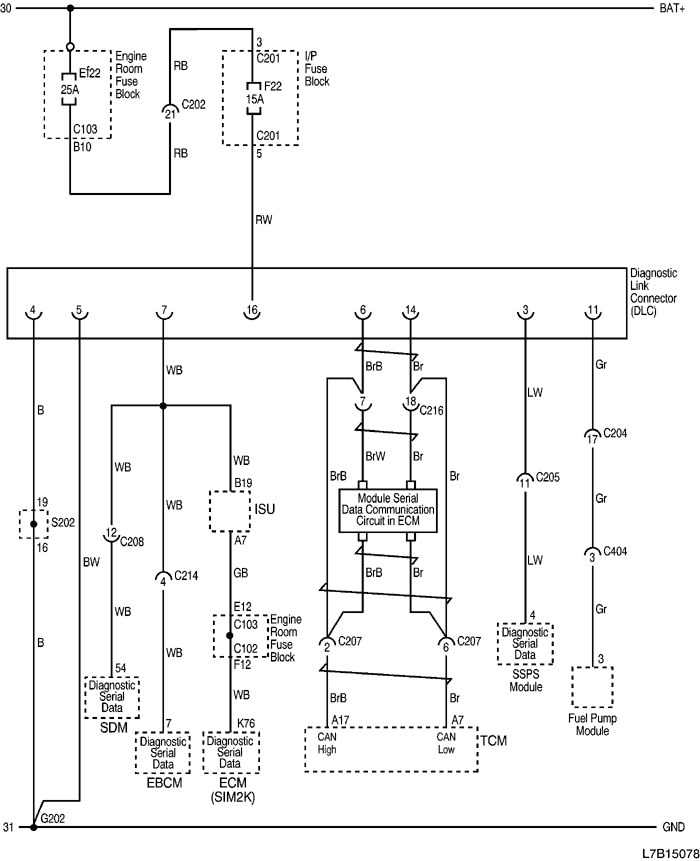 30
BAT+
Ef22
25A
Engine
Room
Fuse
Block
C103
B10
RB
RB
21
C202
3
C201
F22
15A
C201
5
I/P
Fuse
Block
RW
Diagnostic
Link
Connector
(DLC)
4
5
7
16
6
14
3
11
WB
BrB
Br
Gr
LW
B
7
18
C216
17
C204
WB
WB
WB
BrB
BrW
Br
Br
B19
ISU
A7
11
C205
19
S202
16
Module Serial
Data Communication
Circuit in ECM
Gr
12
C208
BW
4
C214
GB
BrB
Br
LW
3
C404
WB
E12
C103
C102
F12
Engine
Room
Fuse
Block
Gr
B
WB
2
C207
6
C207
4
Diagnostic
Serial
Data
SSPS
Module
54
Diagnostic
Serial
Data
SDM
WB
BrB
Br
3
Fuel Pump
Module
7
Diagnostic
Serial
Data
EBCM
K76
Diagnostic
Serial
Data
ECM
(SIM2K)
A17
CAN
High
A7
CAN
Low
TCM
G202
31
GND
L7B15078